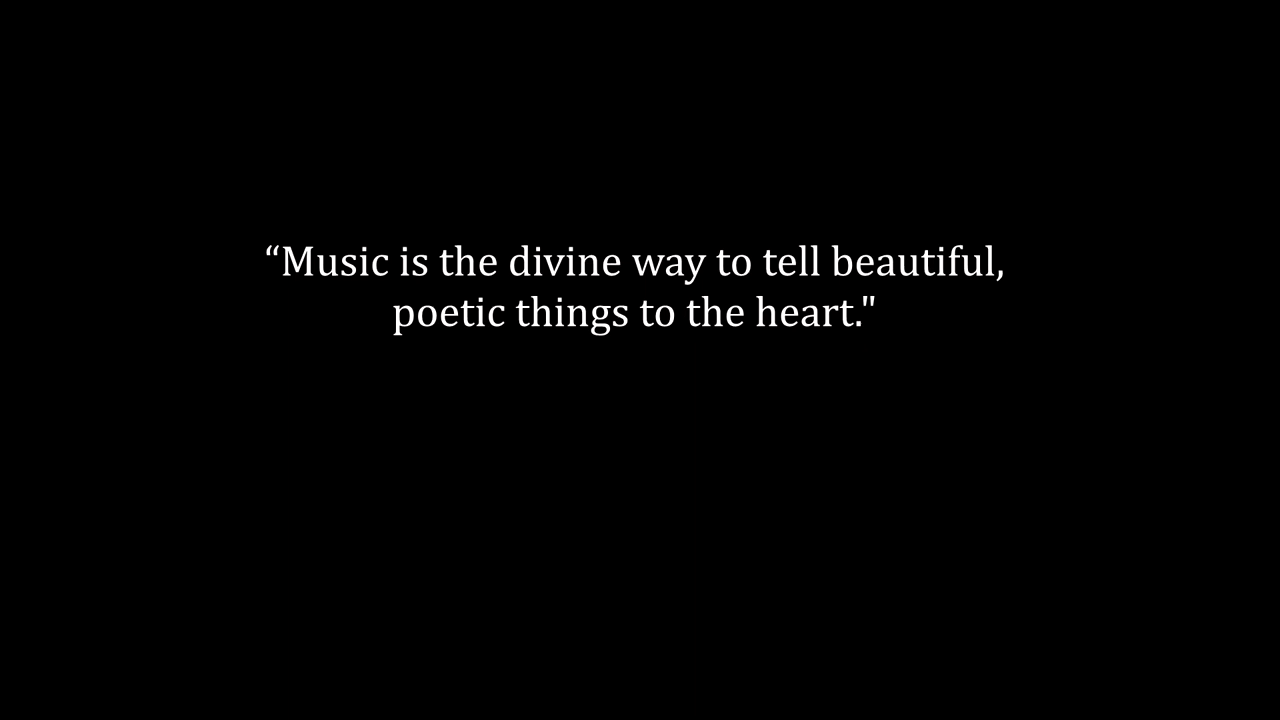 “Music is the divine way to tell beautiful,
poetic things to the heart."